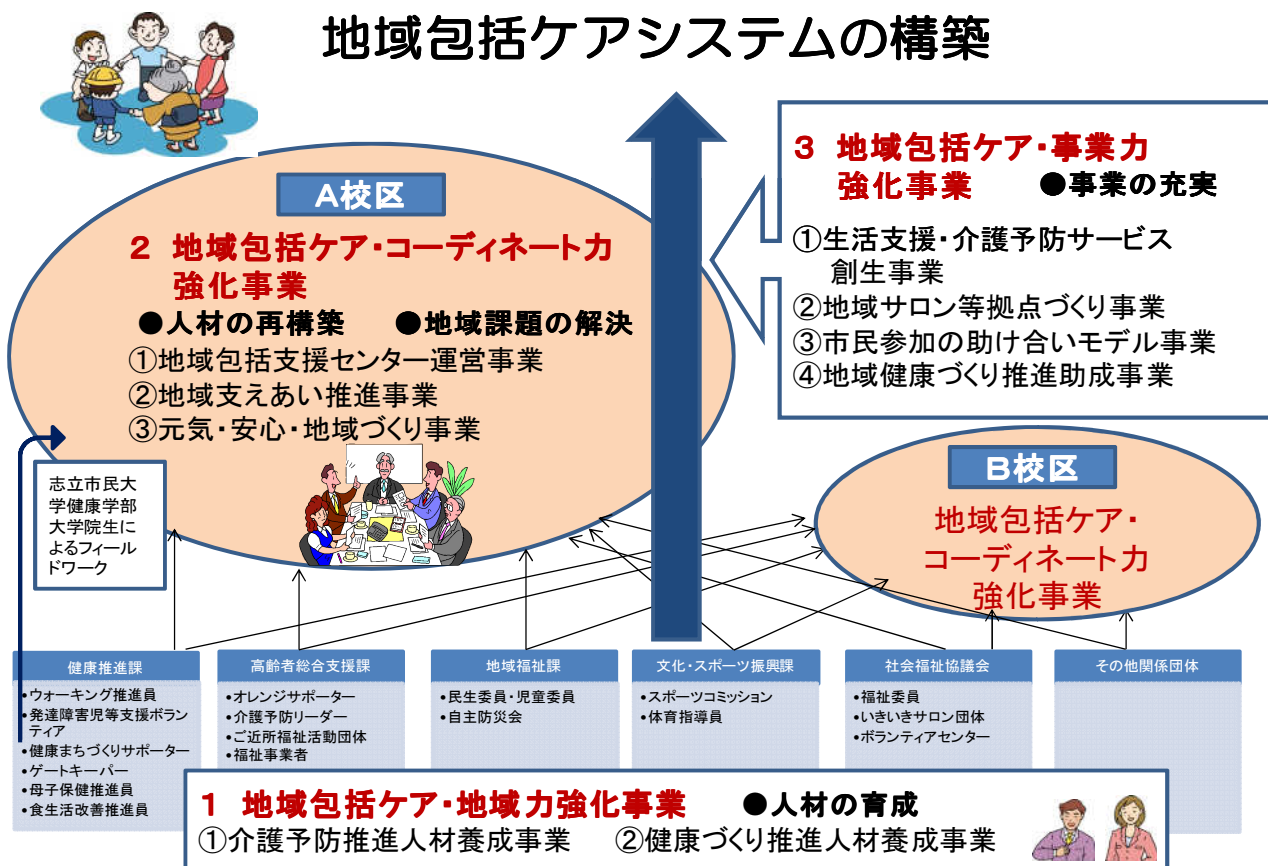 地域包括ケアシステムの構築
A校区
2 地域包括ケア・コーディネート力
強化事業
●人材の再構築 ●地域課題の解決
①地域包括支援センター運営事業
②地域支えあい推進事業
③元気・安心・地域づくり事業
3 地域包括ケア・事業力
強化事業 ●事業の充実
①生活支援・介護予防サービス
創生事業
②地域サロン等拠点づくり事業
③市民参加の助け合いモデル事業
④地域健康づくり推進助成事業
志立市民大
学健康学部
大学院生に
よるフィール
ドワーク
B校区
地域包括ケア・
コーディネート力
強化事業
健康推進課
•ウォーキング推進員
•発達障害児等支援ボラン
ティア
•健康まちづくりサポーター
•ゲートキーパー
•母子保健推進員
•食生活改善推進員
高齢者総合支援課
•オレンジサポーター
•介護予防リーダー
•ご近所福祉活動団体
•福祉事業者
地域福祉課
•民生委員・児童委員
•自主防災会
文化・スポーツ振興課
•スポーツコミッション
•体育指導員
社会福祉協議会
•福祉委員
•いきいきサロン団体
•ボランティアセンター
その他関係団体
1 地域包括ケア・地域力強化事業 ●人材の育成
①介護予防推進人材養成事業 ②健康づくり推進人材養成事業